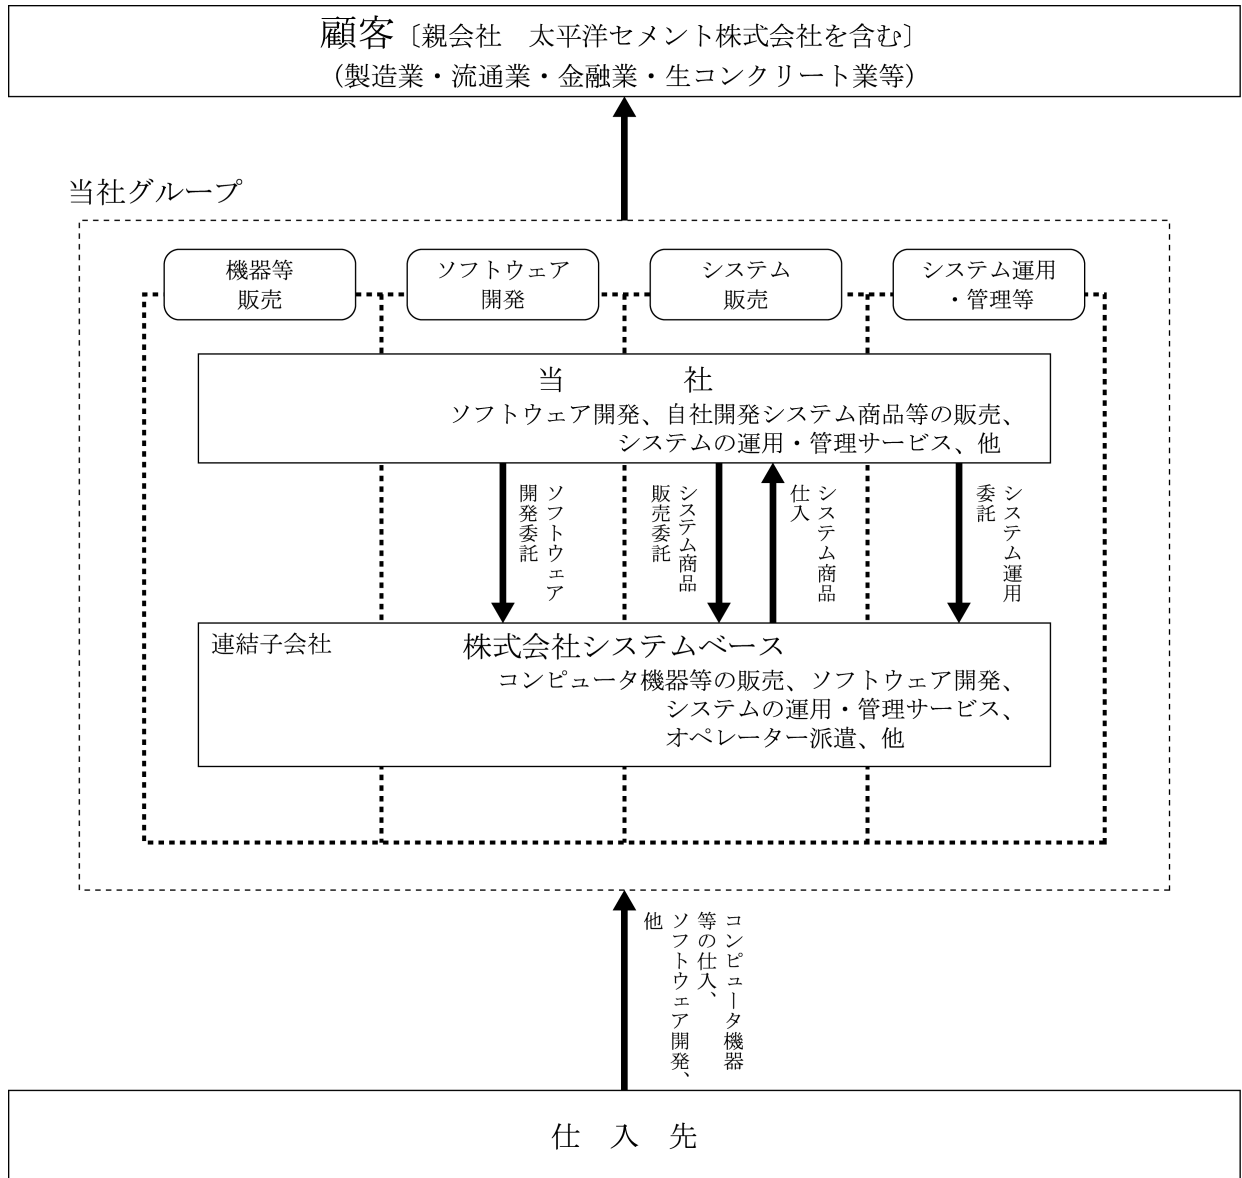 顧客〔親会社　太平洋セメント株式会社を含む〕
（製造業・流通業・金融業・生コンクリート業等）
当社グループ
機器等
販売
ソフトウェア
開発
システム
販売
システム運用
・管理等
当　　社
ソフトウェア開発、自社開発システム商品等の販売、
システムの運用・管理サービス、他
ソフトウェア
開発委託
システム商品
販売委託
システム商品
仕入
システム運用
委託
連結子会社
株式会社システムベース
コンピュータ機器等の販売、ソフトウェア開発、
システムの運用・管理サービス、
オペレーター派遣、他
コンピュータ機器
等の仕入、
ソフトウェア開発、
他
仕　入　先